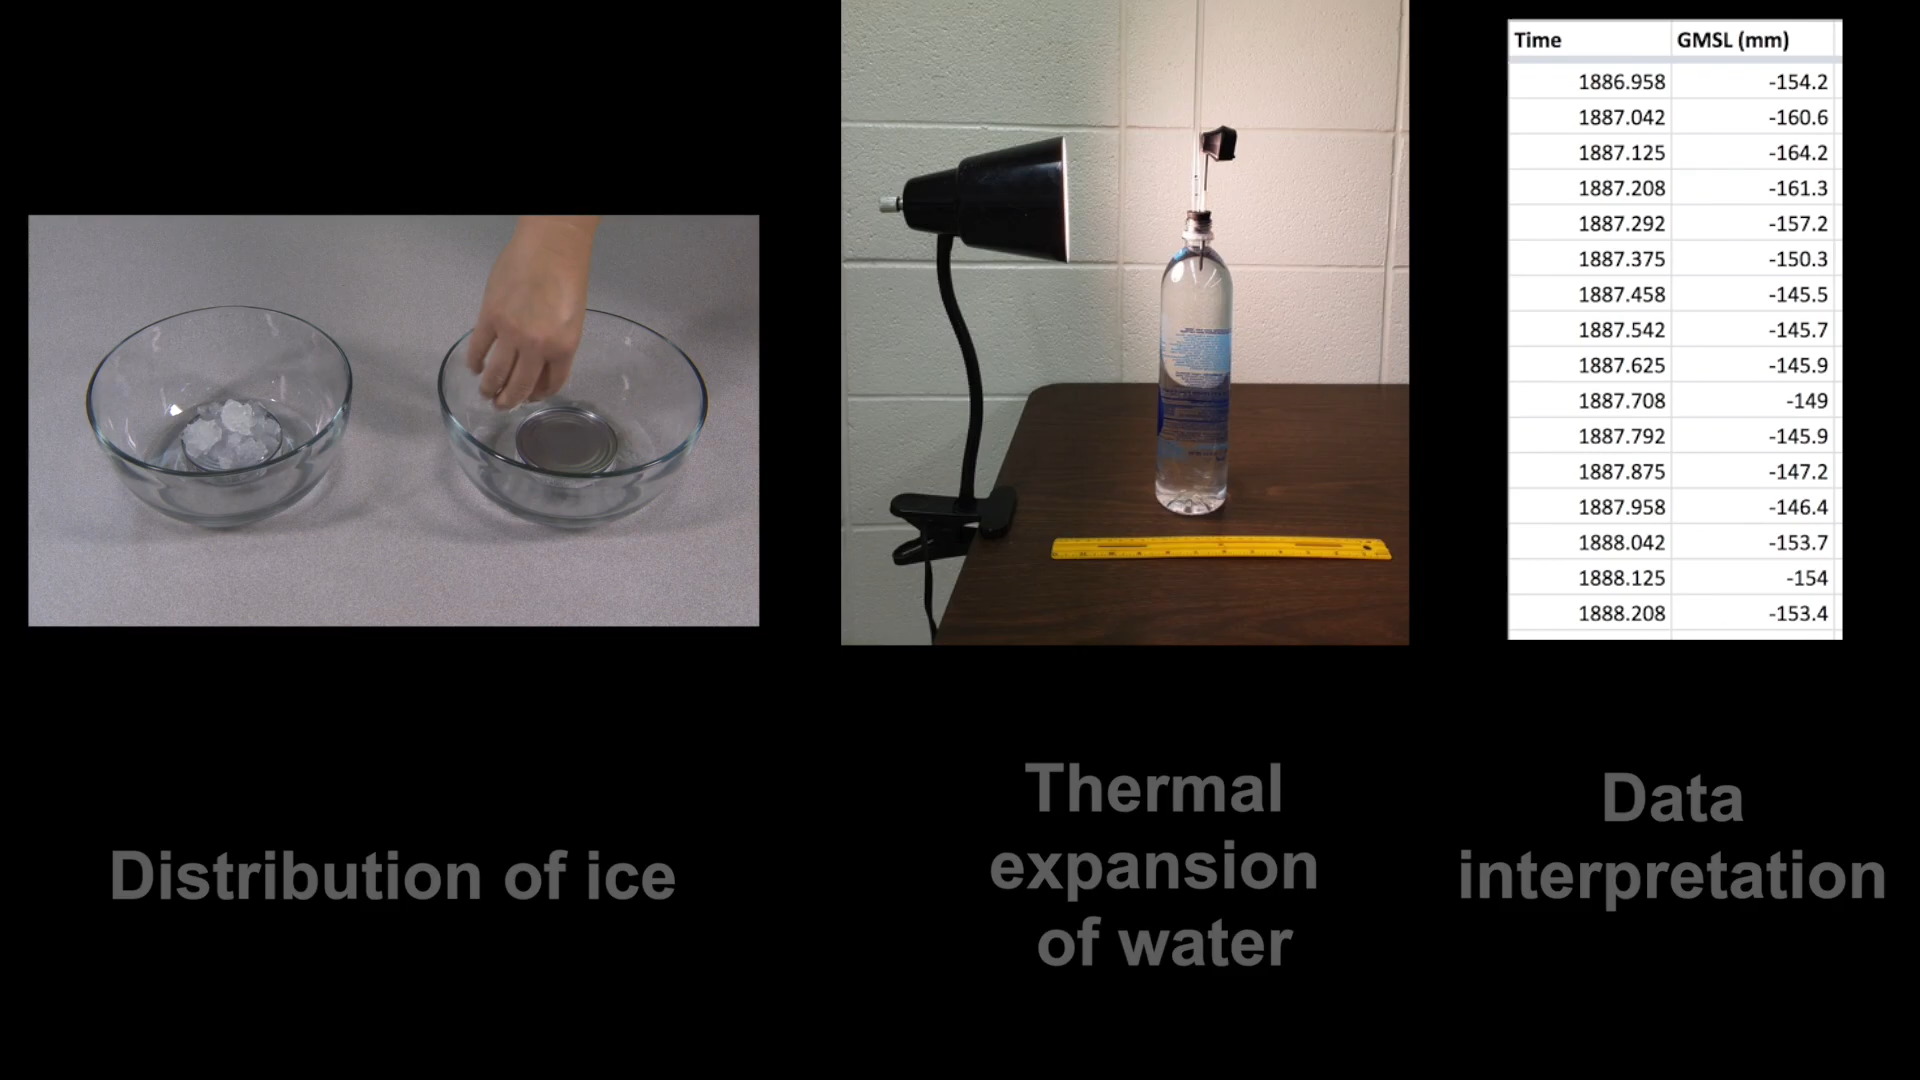 Time GMSL (mm)
1886.958 -154.2
1887.042 -160.6
1887.125 -164.2
1887.208 -161.3
1887.292 -157.2
1887.375 -150.3
1887.458 -145.5
1887.542 -145.7
1887.625 -145.9
1887.708 -149
1887.792 -145.9
1887.875 -147.2
1887.958 -146.4
1888.042 -153.7
1888.125 -154
1888.208 -153.4
Distribution of ice
Thermal
expansion
of water
Data
interpretation